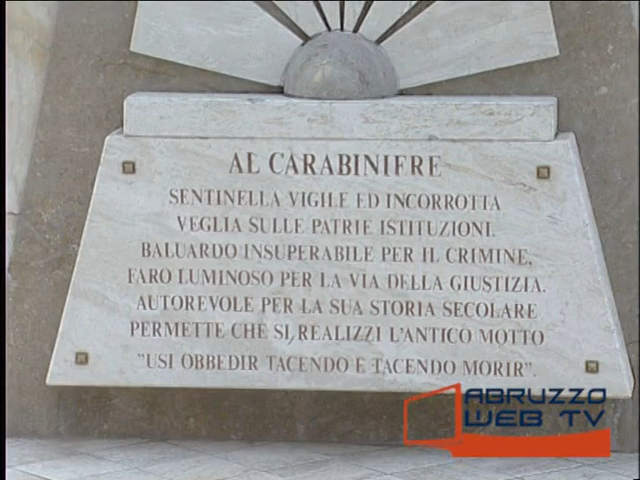 AL CARABINIERE
SENTINELLA VIGILE ED INCORROTTA
VEGLIA SULLE PATRIE ISTITUZIONI.
BALUARDO INSUPERABILE PER IL CRIMINE,
FARO LUMINOSO PER LA VIA DELLA GIUSTIZIA.
AUTOREVOLE PER LA SUA STORIA SECOLARE
PERMETTE CHE SI REALIZZI L'ANTICO MOTTO
"USI OBBEDIR TACENDO E TACENDO MORIR".
ABRUZZO
WEB TV